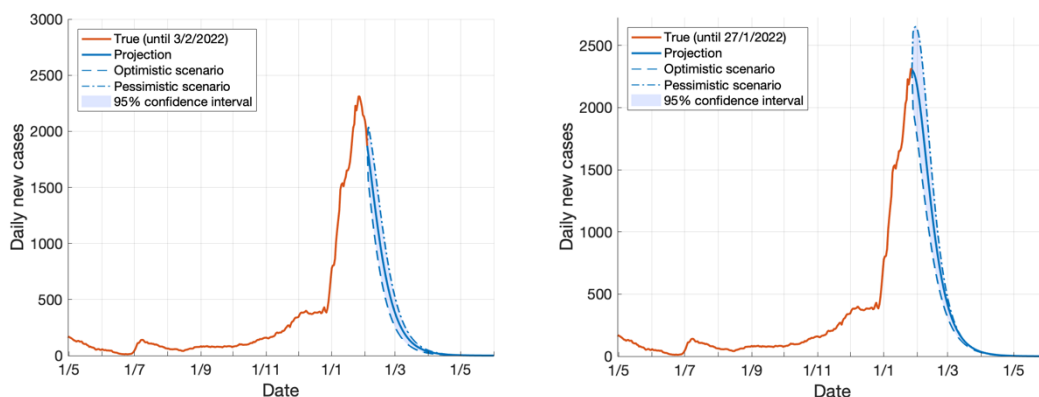 3000
2500
2000
1500
1000
500
0
Daily new cases
True (until 3/2/2022)
Projection
Optimistic scenario
Pessimistic scenario
95% confidence interval
1/5 1/7 1/9 1/11 1/1 1/3 1/5
Date
2500
2000
1500
1000
500
0
Daily new cases
True (until 27/1/2022)
Projection
Optimistic scenario
Pessimistic scenario
95% confidence interval
1/5 1/7 1/9 1/11 1/1 1/3 1/5
Date